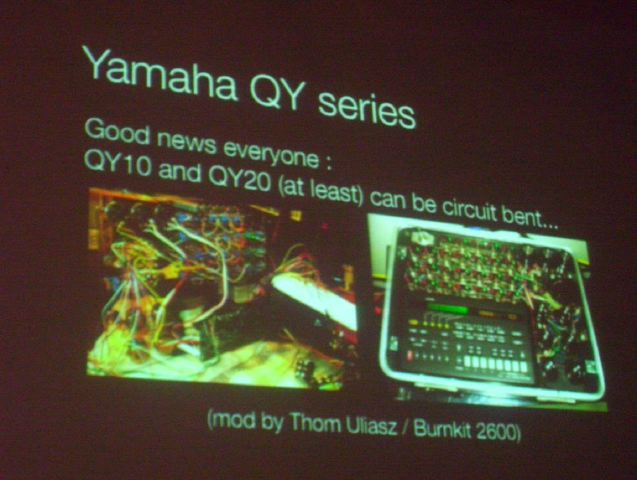 Yamaha QY series
Good news everyone :
QY10 and QY20 (at least) can be circuit bent...
(mod by Thom Uliasz / Burnkit 2600)